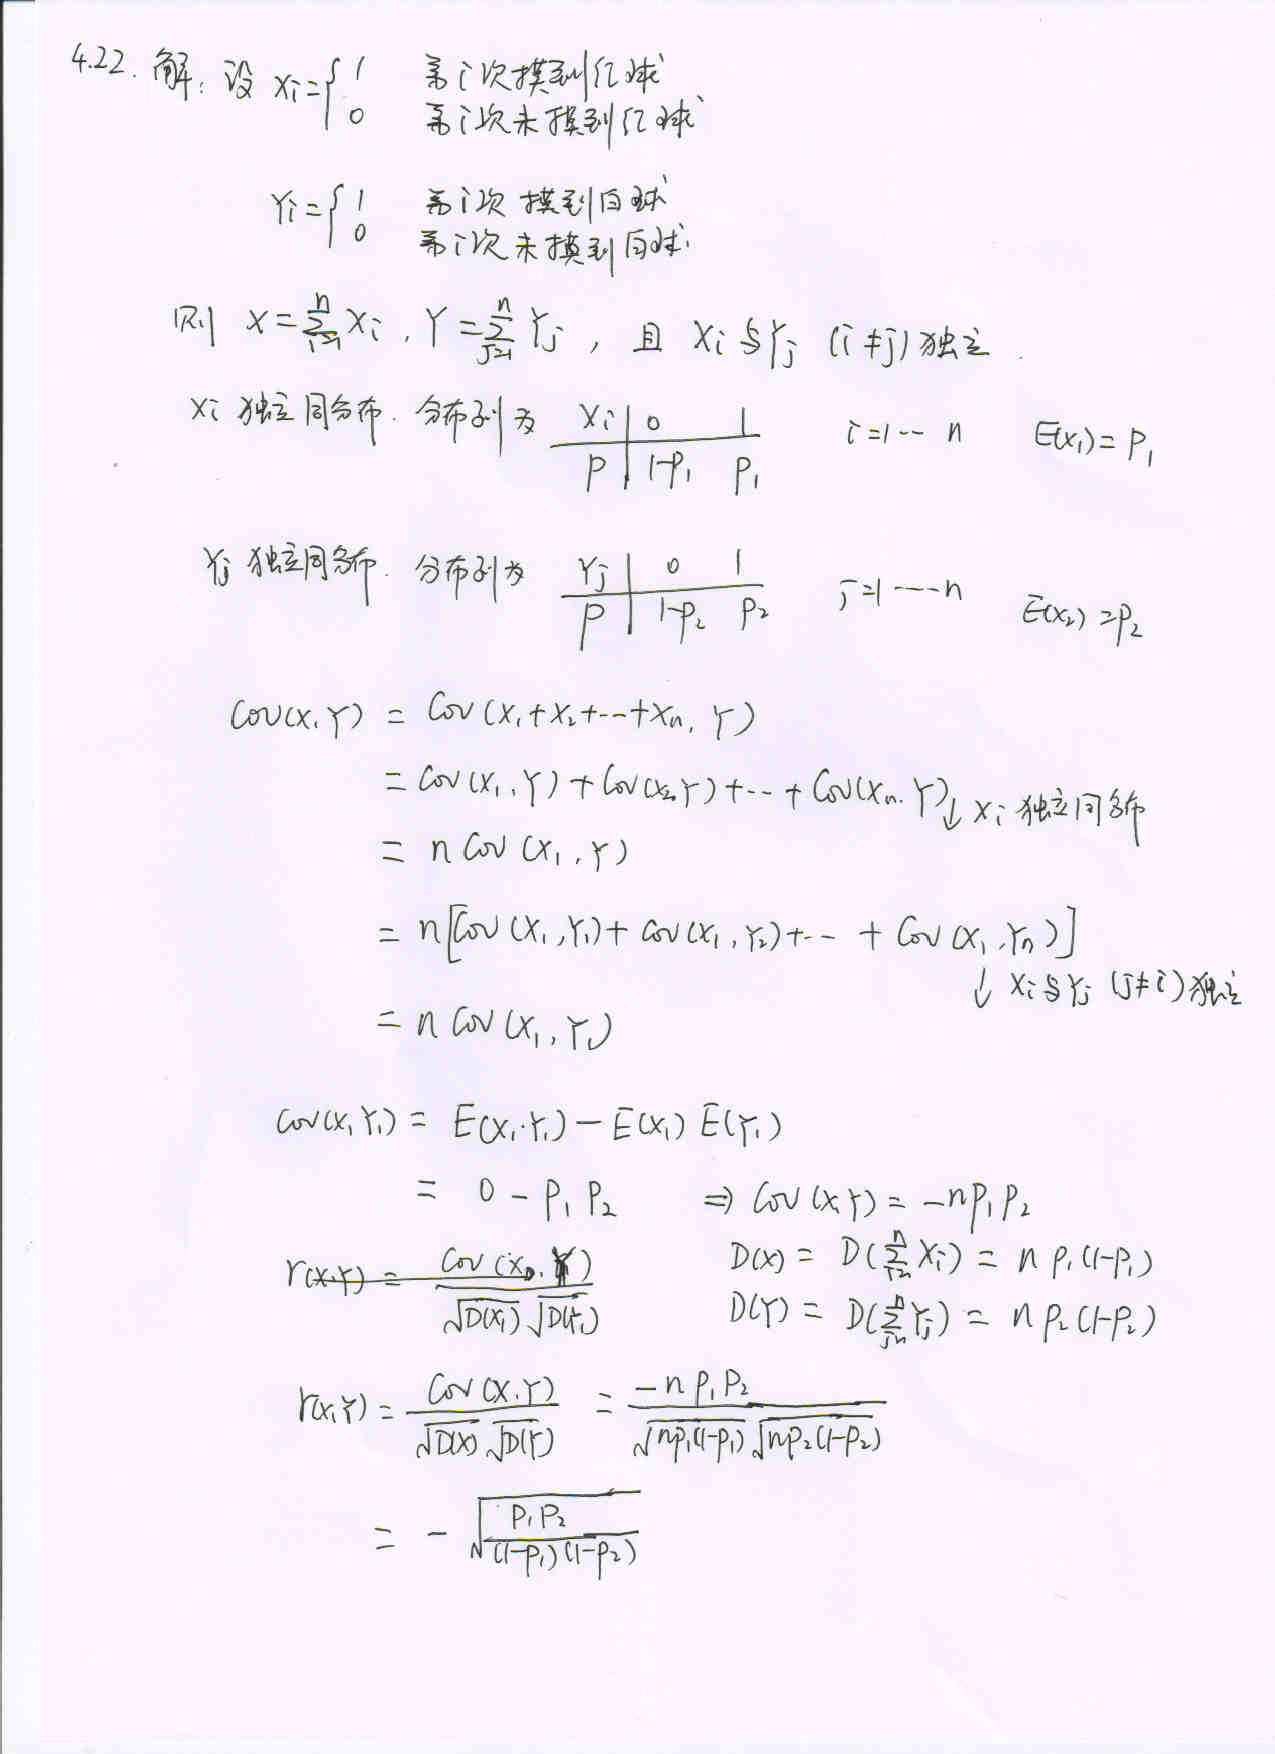 4.22. 解: 设 Xi = { 1 第i次摸到红球
0 第i次未摸到红球
Yi = { 1 第i次摸到白球
0 第i次未摸到白球.
则 X = Σ_{i=1}^{n} Xi , Y = Σ_{j=1}^{n} Yj , 且 Xi 与 Yj (i≠j) 独立.
Xi 独立同分布. 分布列为 Xi | 0 1 i=1-- n E(X₁) = P₁
P | 1-P₁ P₁
Yj 独立同分布. 分布列为 Yj | 0 1 j=1----n E(X₂) = P₂
P | 1-P₂ P₂
Cov(X,Y) = Cov(X₁+X₂+--+Xn, Y)
= Cov(X₁,Y) + Cov(X₂,Y) +-- + Cov(Xn,Y) ↓ Xi 独立同分布
= n Cov(X₁,Y)
= n[Cov(X₁,Y₁) + Cov(X₁,Y₂) +-- + Cov(X₁,Yn)]
↓ Xi 与 Yj (j≠i) 独立
= n Cov(X₁,Y₁)
Cov(X₁Y₁) = E(X₁·Y₁) - E(X₁) E(Y₁)
= 0 - P₁P₂ ⇒ Cov(X,Y) = -nP₁P₂
r(X,Y) = Cov(X, Y) / √D(X₁) √D(Y₁) D(X) = D(Σ_{i=1}^{n} Xi) = nP₁(1-P₁)
D(Y) = D(Σ_{j=1}^{n} Yj) = nP₂(1-P₂)
r(X,Y) = Cov(X,Y) / √D(X) √D(Y) = -nP₁P₂ / √nP₁(1-P₁) √nP₂(1-P₂)
= - √(P₁P₂ / (1-P₁)(1-P₂))